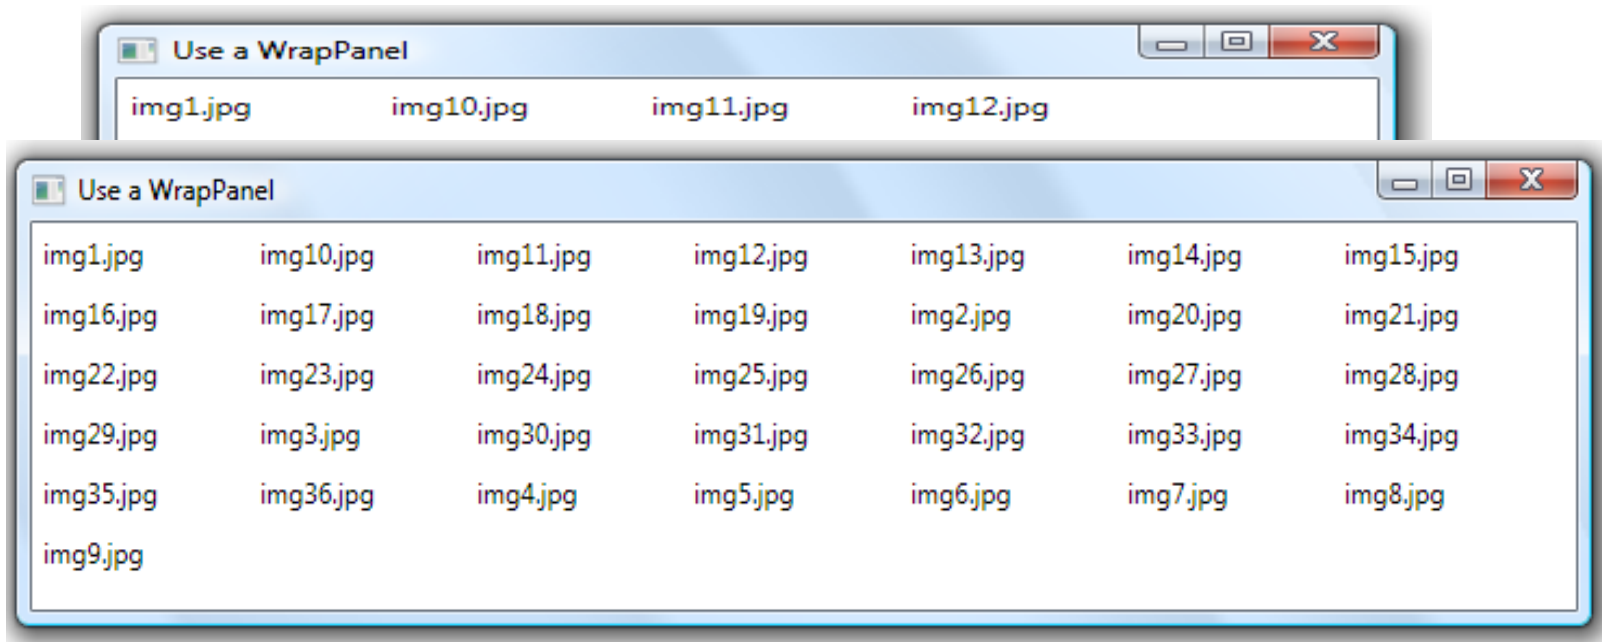 Use a WrapPanel
img1.jpg img10.jpg img11.jpg img12.jpg
Use a WrapPanel
img1.jpg img10.jpg img11.jpg img12.jpg img13.jpg img14.jpg img15.jpg
img16.jpg img17.jpg img18.jpg img19.jpg img2.jpg img20.jpg img21.jpg
img22.jpg img23.jpg img24.jpg img25.jpg img26.jpg img27.jpg img28.jpg
img29.jpg img3.jpg img30.jpg img31.jpg img32.jpg img33.jpg img34.jpg
img35.jpg img36.jpg img4.jpg img5.jpg img6.jpg img7.jpg img8.jpg
img9.jpg